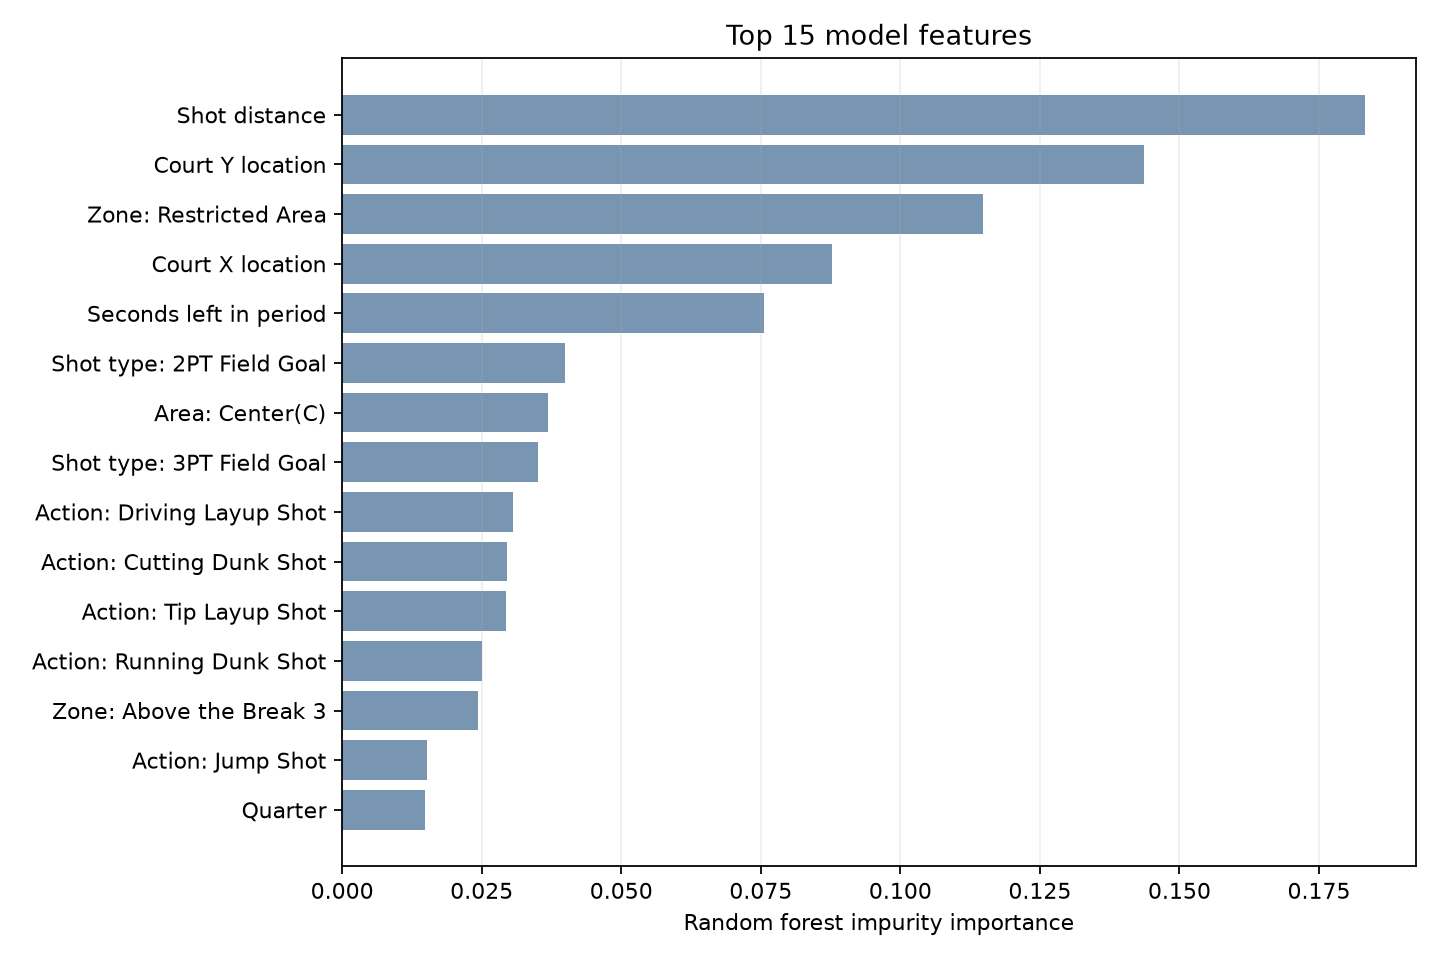 Top 15 model features
Shot distance
Court Y location
Zone: Restricted Area
Court X location
Seconds left in period
Shot type: 2PT Field Goal
Area: Center(C)
Shot type: 3PT Field Goal
Action: Driving Layup Shot
Action: Cutting Dunk Shot
Action: Tip Layup Shot
Action: Running Dunk Shot
Zone: Above the Break 3
Action: Jump Shot
Quarter
0.000 0.025 0.050 0.075 0.100 0.125 0.150 0.175
Random forest impurity importance